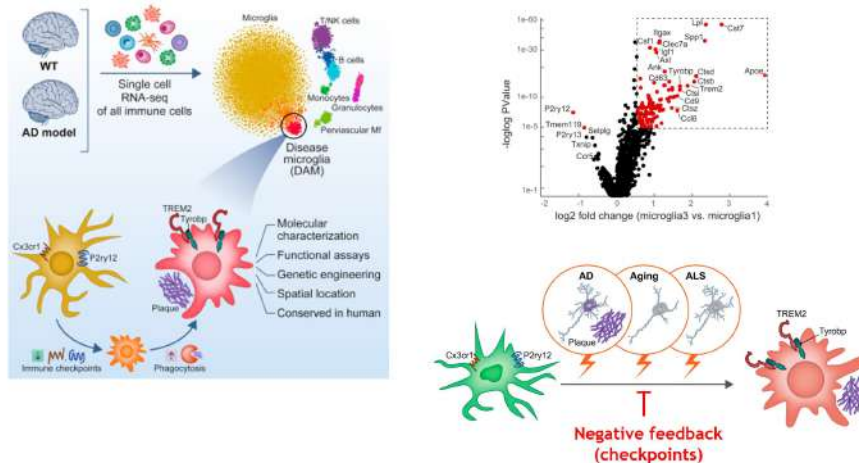 WT
AD model
Single cell
RNA-seq
of all immune cells
Microglia
T/NK cells
B cells
Monocytes
Granulocytes
Perviascular Mf
Disease
microglia
(DAM)
TREM2
Tyrobp
Cx3cr1
P2ry12
Plaque
Molecular
characterization
Functional assays
Genetic engineering
Spatial location
Conserved in human
Immune checkpoints
Phagocytosis
-loglog PValue
1e-60
1e-30
1e-10
1e-5
1e-1
Lpl
Cst7
Itgax
Spp1
Csf1
Clec7a
Igf1
Axl
Ank
Tyrobp
Ctsd
Apoe
Cd63
Ctsb
Trem2
Cd9
Ctsz
Ccl6
P2ry12
Tmem119
P2ry13
Selplg
Txnip
Ccr5
-2 -1 0 1 2 3 4
log2 fold change (microglia3 vs. microglia1)
AD
Aging
ALS
Plaque
Cx3cr1
P2ry12
TREM2
Tyrobp
Negative feedback
(checkpoints)